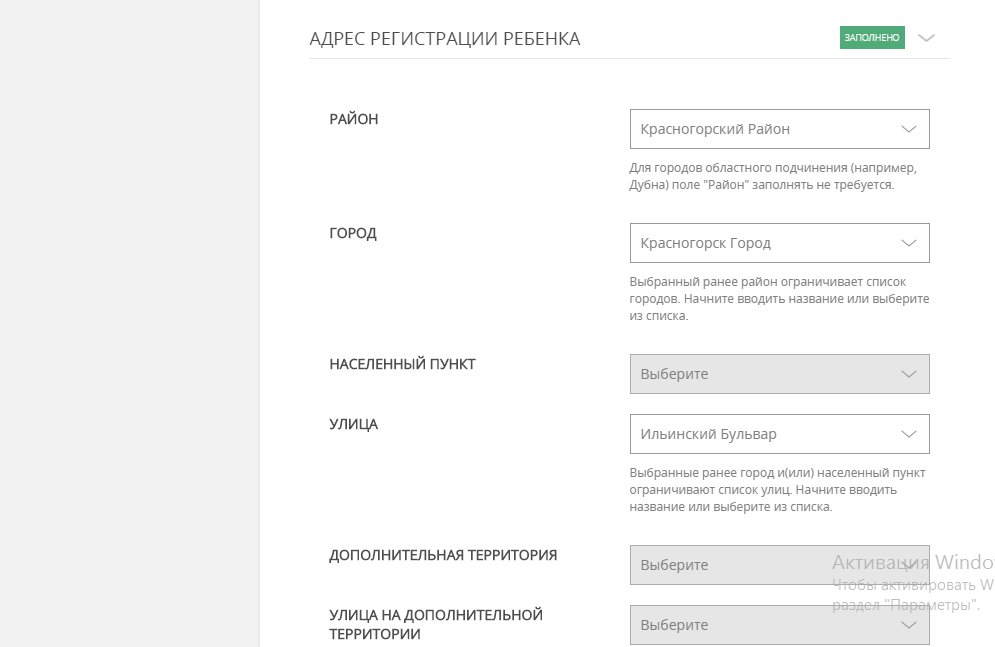 АДРЕС РЕГИСТРАЦИИ РЕБЕНКА
ЗАПОЛНЕНО
РАЙОН
Красногорский Район
Для городов областного подчинения (например,
Дубна) поле "Район" заполнять не требуется.
ГОРОД
Красногорск Город
Выбранный ранее район ограничивает список
городов. Начните вводить название или выберите
из списка.
НАСЕЛЕННЫЙ ПУНКТ
Выберите
УЛИЦА
Ильинский Бульвар
Выбранные ранее город и(или) населенный пункт
ограничивают список улиц. Начните вводить
название или выберите из списка.
ДОПОЛНИТЕЛЬНАЯ ТЕРРИТОРИЯ
Выберите
Активация Windo
Чтобы активировать W
раздел "Параметры".
УЛИЦА НА ДОПОЛНИТЕЛЬНОЙ
ТЕРРИТОРИИ
Выберите